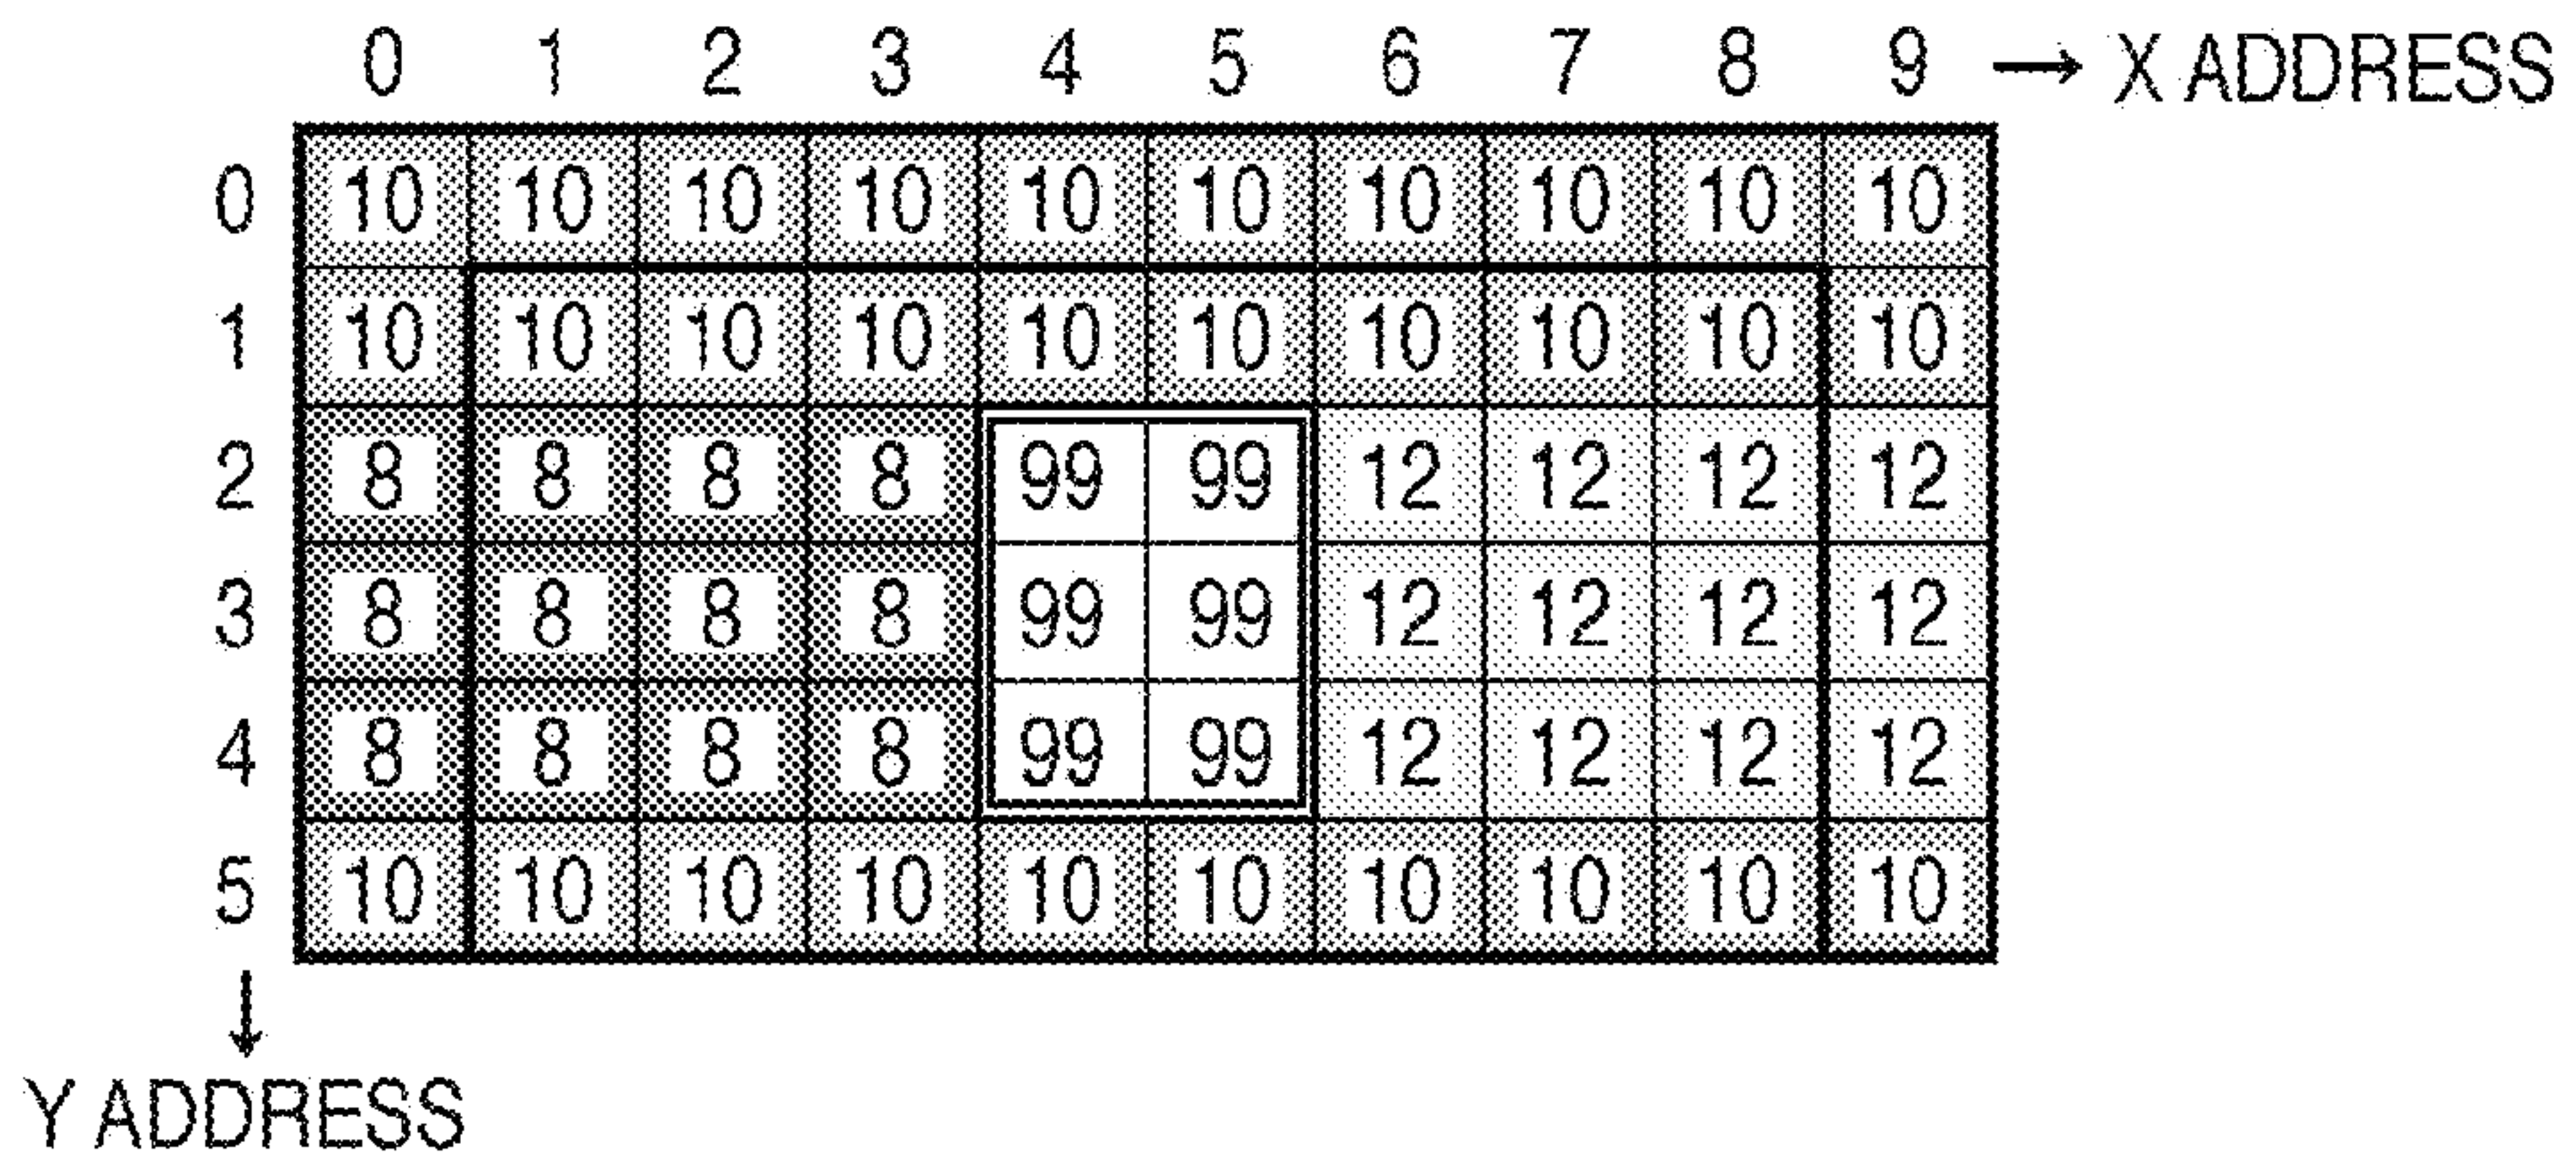 0 1 2 3 4 5 6 7 8 9 → X ADDRESS
0 10 10 10 10 10 10 10 10 10 10
1 10 10 10 10 10 10 10 10 10 10
2 8 8 8 8 99 99 12 12 12 12
3 8 8 8 8 99 99 12 12 12 12
4 8 8 8 8 99 99 12 12 12 12
5 10 10 10 10 10 10 10 10 10 10
↓
Y ADDRESS